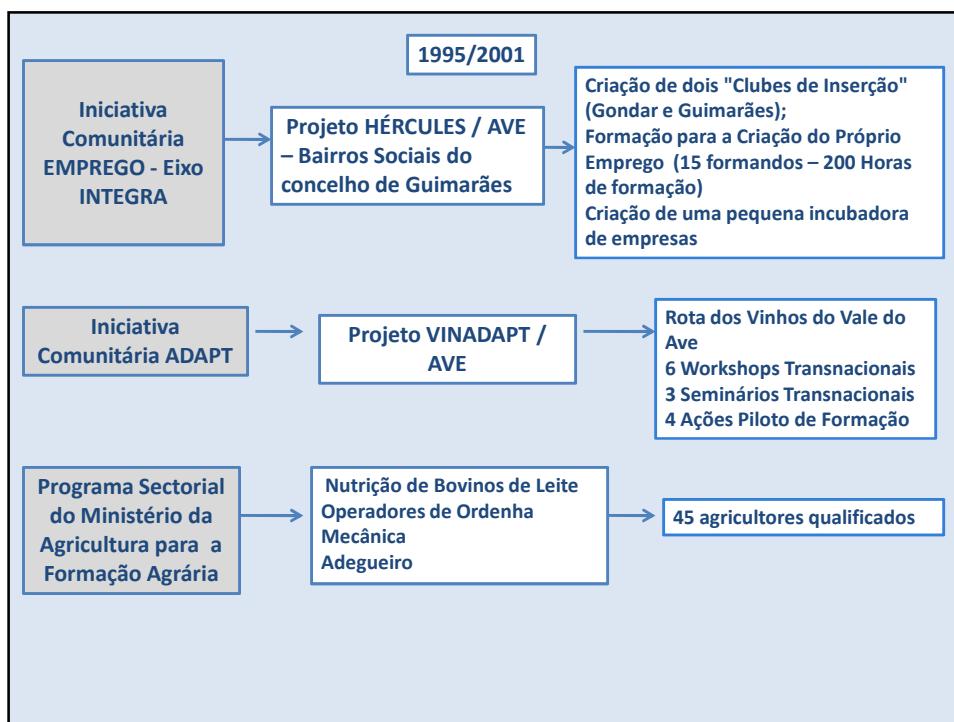 1995/2001
Iniciativa
Comunitária
EMPREGO - Eixo
INTEGRA
Projeto HÉRCULES / AVE
– Bairros Sociais do
concelho de Guimarães
Criação de dois "Clubes de Inserção"
(Gondar e Guimarães);
Formação para a Criação do Próprio
Emprego (15 formandos – 200 Horas
de formação)
Criação de uma pequena incubadora
de empresas
Iniciativa
Comunitária ADAPT
Projeto VINADAPT /
AVE
Rota dos Vinhos do Vale do
Ave
6 Workshops Transnacionais
3 Seminários Transnacionais
4 Ações Piloto de Formação
Programa Sectorial
do Ministério da
Agricultura para a
Formação Agrária
Nutrição de Bovinos de Leite
Operadores de Ordenha
Mecânica
Adegueiro
45 agricultores qualificados